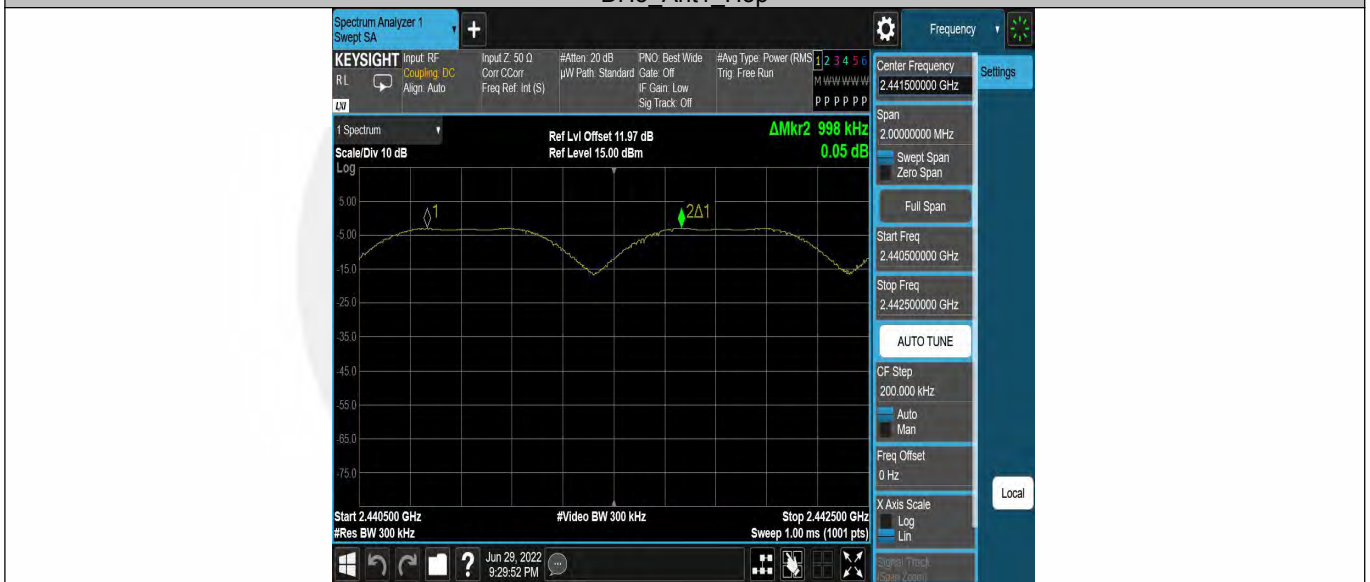 Spectrum Analyzer 1
Swept SA
+
Frequency
KEYSIGHT
RL
LXI
Input: RF
Coupling: DC
Align: Auto
Input Z: 50 Ω
Corr CCorr
Freq Ref: Int (S)
#Atten: 20 dB
µW Path: Standard
PNO: Best Wide
Gate: Off
IF Gain: Low
Sig Track: Off
#Avg Type: Power (RMS
Trig: Free Run
1 2 3 4 5 6
M W W W W W
P P P P P P
Center Frequency
2.441500000 GHz
Settings
1 Spectrum
Scale/Div 10 dB
Log
Ref Lvl Offset 11.97 dB
Ref Level 15.00 dBm
ΔMkr2 998 kHz
0.05 dB
Span
2.00000000 MHz
Swept Span
Zero Span
Full Span
Start Freq
2.440500000 GHz
Stop Freq
2.442500000 GHz
AUTO TUNE
CF Step
200.000 kHz
Auto
Man
Freq Offset
0 Hz
X Axis Scale
Log
Lin
Signal Track
(Span Zoom)
Local
5.00
-5.00
-15.0
-25.0
-35.0
-45.0
-55.0
-65.0
-75.0
1
2Δ1
Start 2.440500 GHz
#Res BW 300 kHz
#Video BW 300 kHz
Stop 2.442500 GHz
Sweep 1.00 ms (1001 pts)
?
Jun 29, 2022
9:29:52 PM